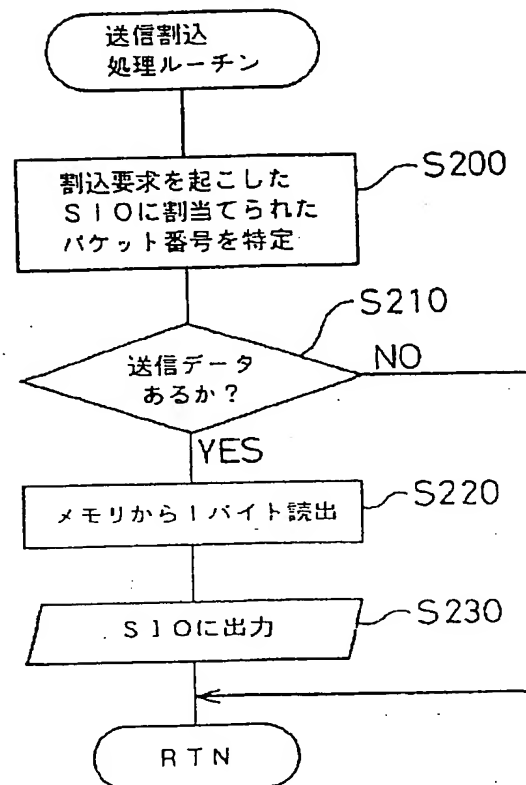 送信割込
処理ルーチン
割込要求を起こした
SIOに割当てられた
パケット番号を特定
S200
S210
送信データ
あるか？
NO
YES
メモリから1バイト読出
S220
SIOに出力
S230
RTN